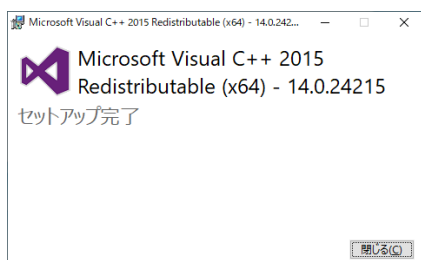 Microsoft Visual C++ 2015 Redistributable (x64) - 14.0.242...
Microsoft Visual C++ 2015
Redistributable (x64) - 14.0.24215
セットアップ完了
閉じる(C)